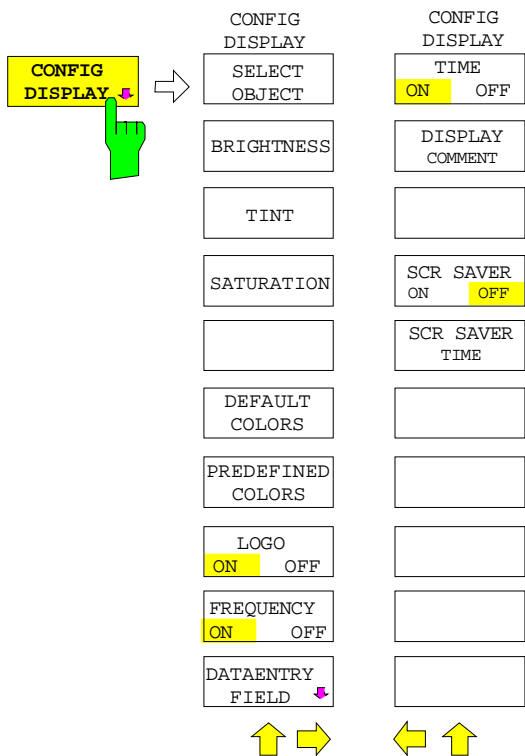 CONFIG
DISPLAY
CONFIG
DISPLAY
SELECT
OBJECT
BRIGHTNESS
TINT
SATURATION
DEFAULT
COLORS
PREDEFINED
COLORS
LOGO
ON OFF
FREQUENCY
ON OFF
DATAENTRY
FIELD
CONFIG
DISPLAY
TIME
ON OFF
DISPLAY
COMMENT
SCR SAVER
ON OFF
SCR SAVER
TIME